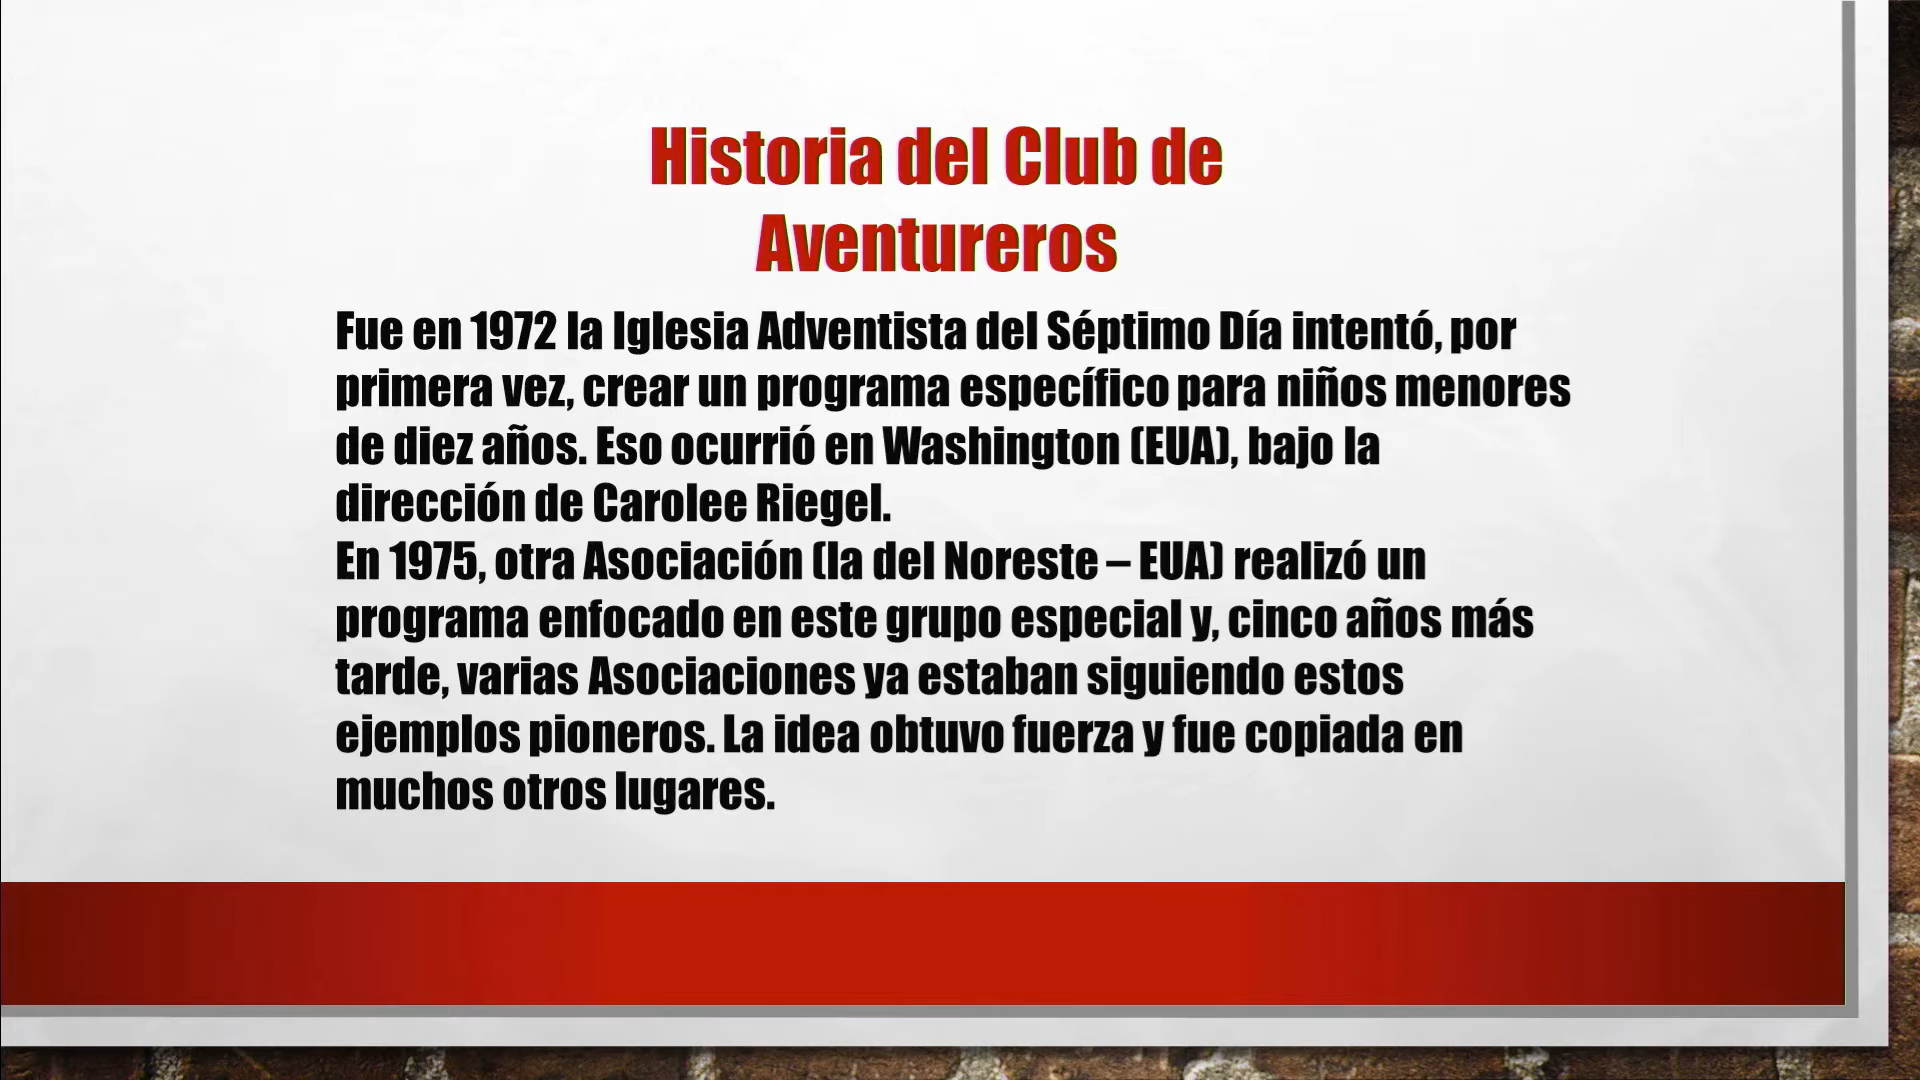 Historia del Club de
Aventureros
Fue en 1972 la Iglesia Adventista del Séptimo Día intentó, por
primera vez, crear un programa específico para niños menores
de diez años. Eso ocurrió en Washington (EUA), bajo la
dirección de Carolee Riegel.
En 1975, otra Asociación (la del Noreste – EUA) realizó un
programa enfocado en este grupo especial y, cinco años más
tarde, varias Asociaciones ya estaban siguiendo estos
ejemplos pioneros. La idea obtuvo fuerza y fue copiada en
muchos otros lugares.